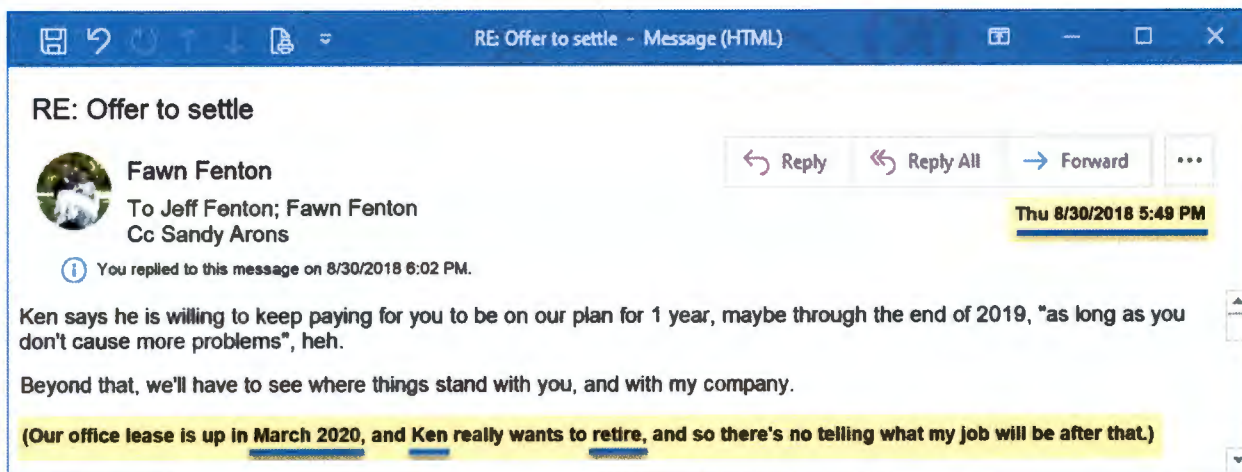 RE: Offer to settle - Message (HTML)
RE: Offer to settle
Fawn Fenton
To Jeff Fenton; Fawn Fenton
Cc Sandy Arons
Reply Reply All Forward ...
Thu 8/30/2018 5:49 PM
You replied to this message on 8/30/2018 6:02 PM.
Ken says he is willing to keep paying for you to be on our plan for 1 year, maybe through the end of 2019, "as long as you
don't cause more problems", heh.
Beyond that, we'll have to see where things stand with you, and with my company.
(Our office lease is up in March 2020, and Ken really wants to retire, and so there's no telling what my job will be after that.)